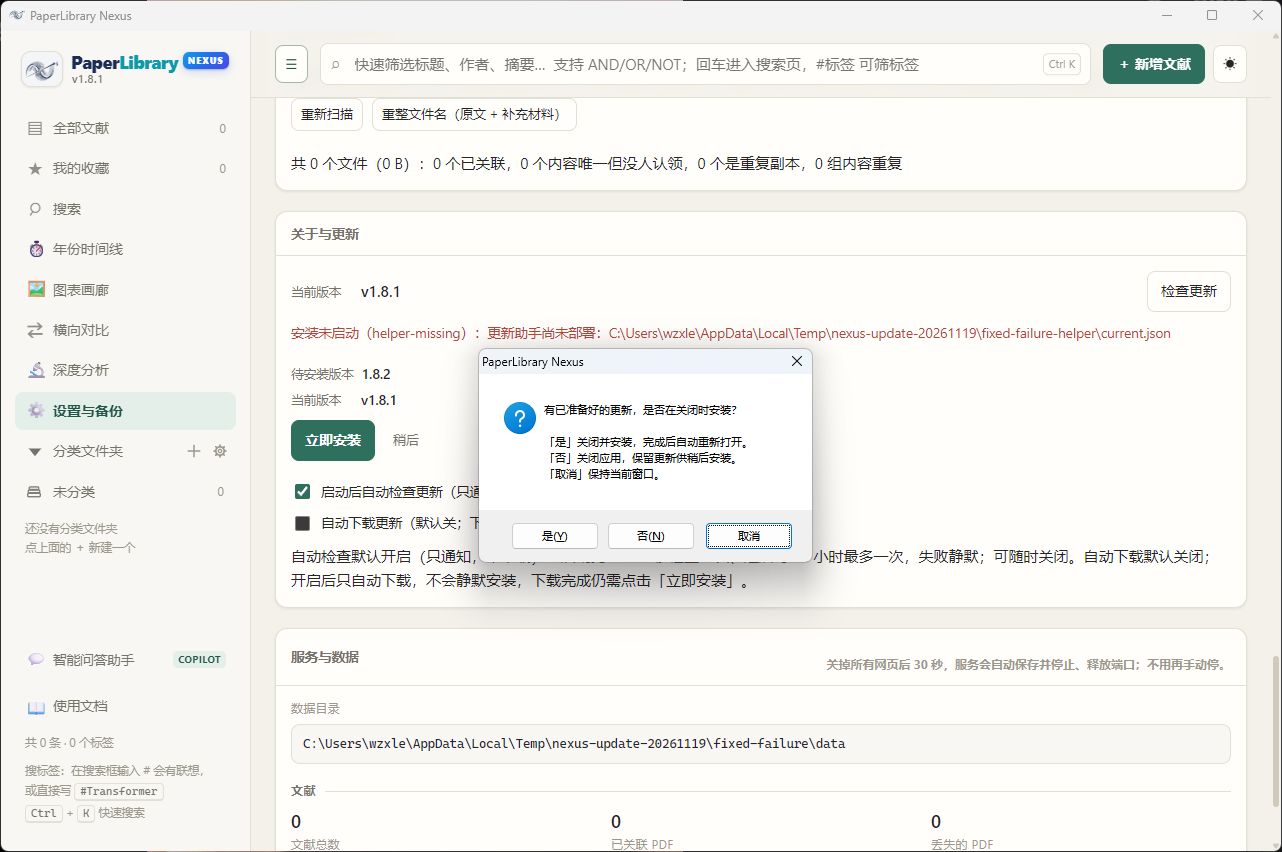 PaperLibrary Nexus
PaperLibrary NEXUS
v1.8.1
全部文献 0
我的收藏 0
搜索
年份时间线
图表画廊
横向对比
深度分析
设置与备份
分类文件夹
未分类 0
还没有分类文件夹
点上面的 + 新建一个
智能问答助手 COPILOT
使用文档
共 0 条 · 0 个标签
搜标签：在搜索框输入 # 会有联想，
或直接写 #Transformer
Ctrl + K 快速搜索
快速筛选标题、作者、摘要… 支持 AND/OR/NOT；回车进入搜索页，#标签 可筛标签 Ctrl K
+ 新增文献
重新扫描 重整文件名（原文 + 补充材料）
共 0 个文件（0 B）：0 个已关联，0 个内容唯一但没人认领，0 个是重复副本，0 组内容重复
关于与更新
当前版本 v1.8.1 检查更新
安装未启动（helper-missing）：更新助手尚未部署：C:\Users\wzxle\AppData\Local\Temp\nexus-update-20261119\fixed-failure-helper\current.json
待安装版本 1.8.2
当前版本 v1.8.1
立即安装 稍后
启动后自动检查更新（只通
自动下载更新（默认关；下
自动检查默认开启（只通知，
小时最多一次，失败静默；可随时关闭。自动下载默认关闭；
开启后只自动下载，不会静默安装，下载完成仍需点击「立即安装」。
PaperLibrary Nexus
有已准备好的更新，是否在关闭时安装？
「是」关闭并安装，完成后自动重新打开。
「否」关闭应用，保留更新供稍后安装。
「取消」保持当前窗口。
是(Y) 否(N) 取消
服务与数据
关掉所有网页后 30 秒，服务会自动保存并停止、释放端口；不用再手动停。
数据目录
C:\Users\wzxle\AppData\Local\Temp\nexus-update-20261119\fixed-failure\data
文献
0 0 0
文献总数 已关联 PDF 丢失的 PDF